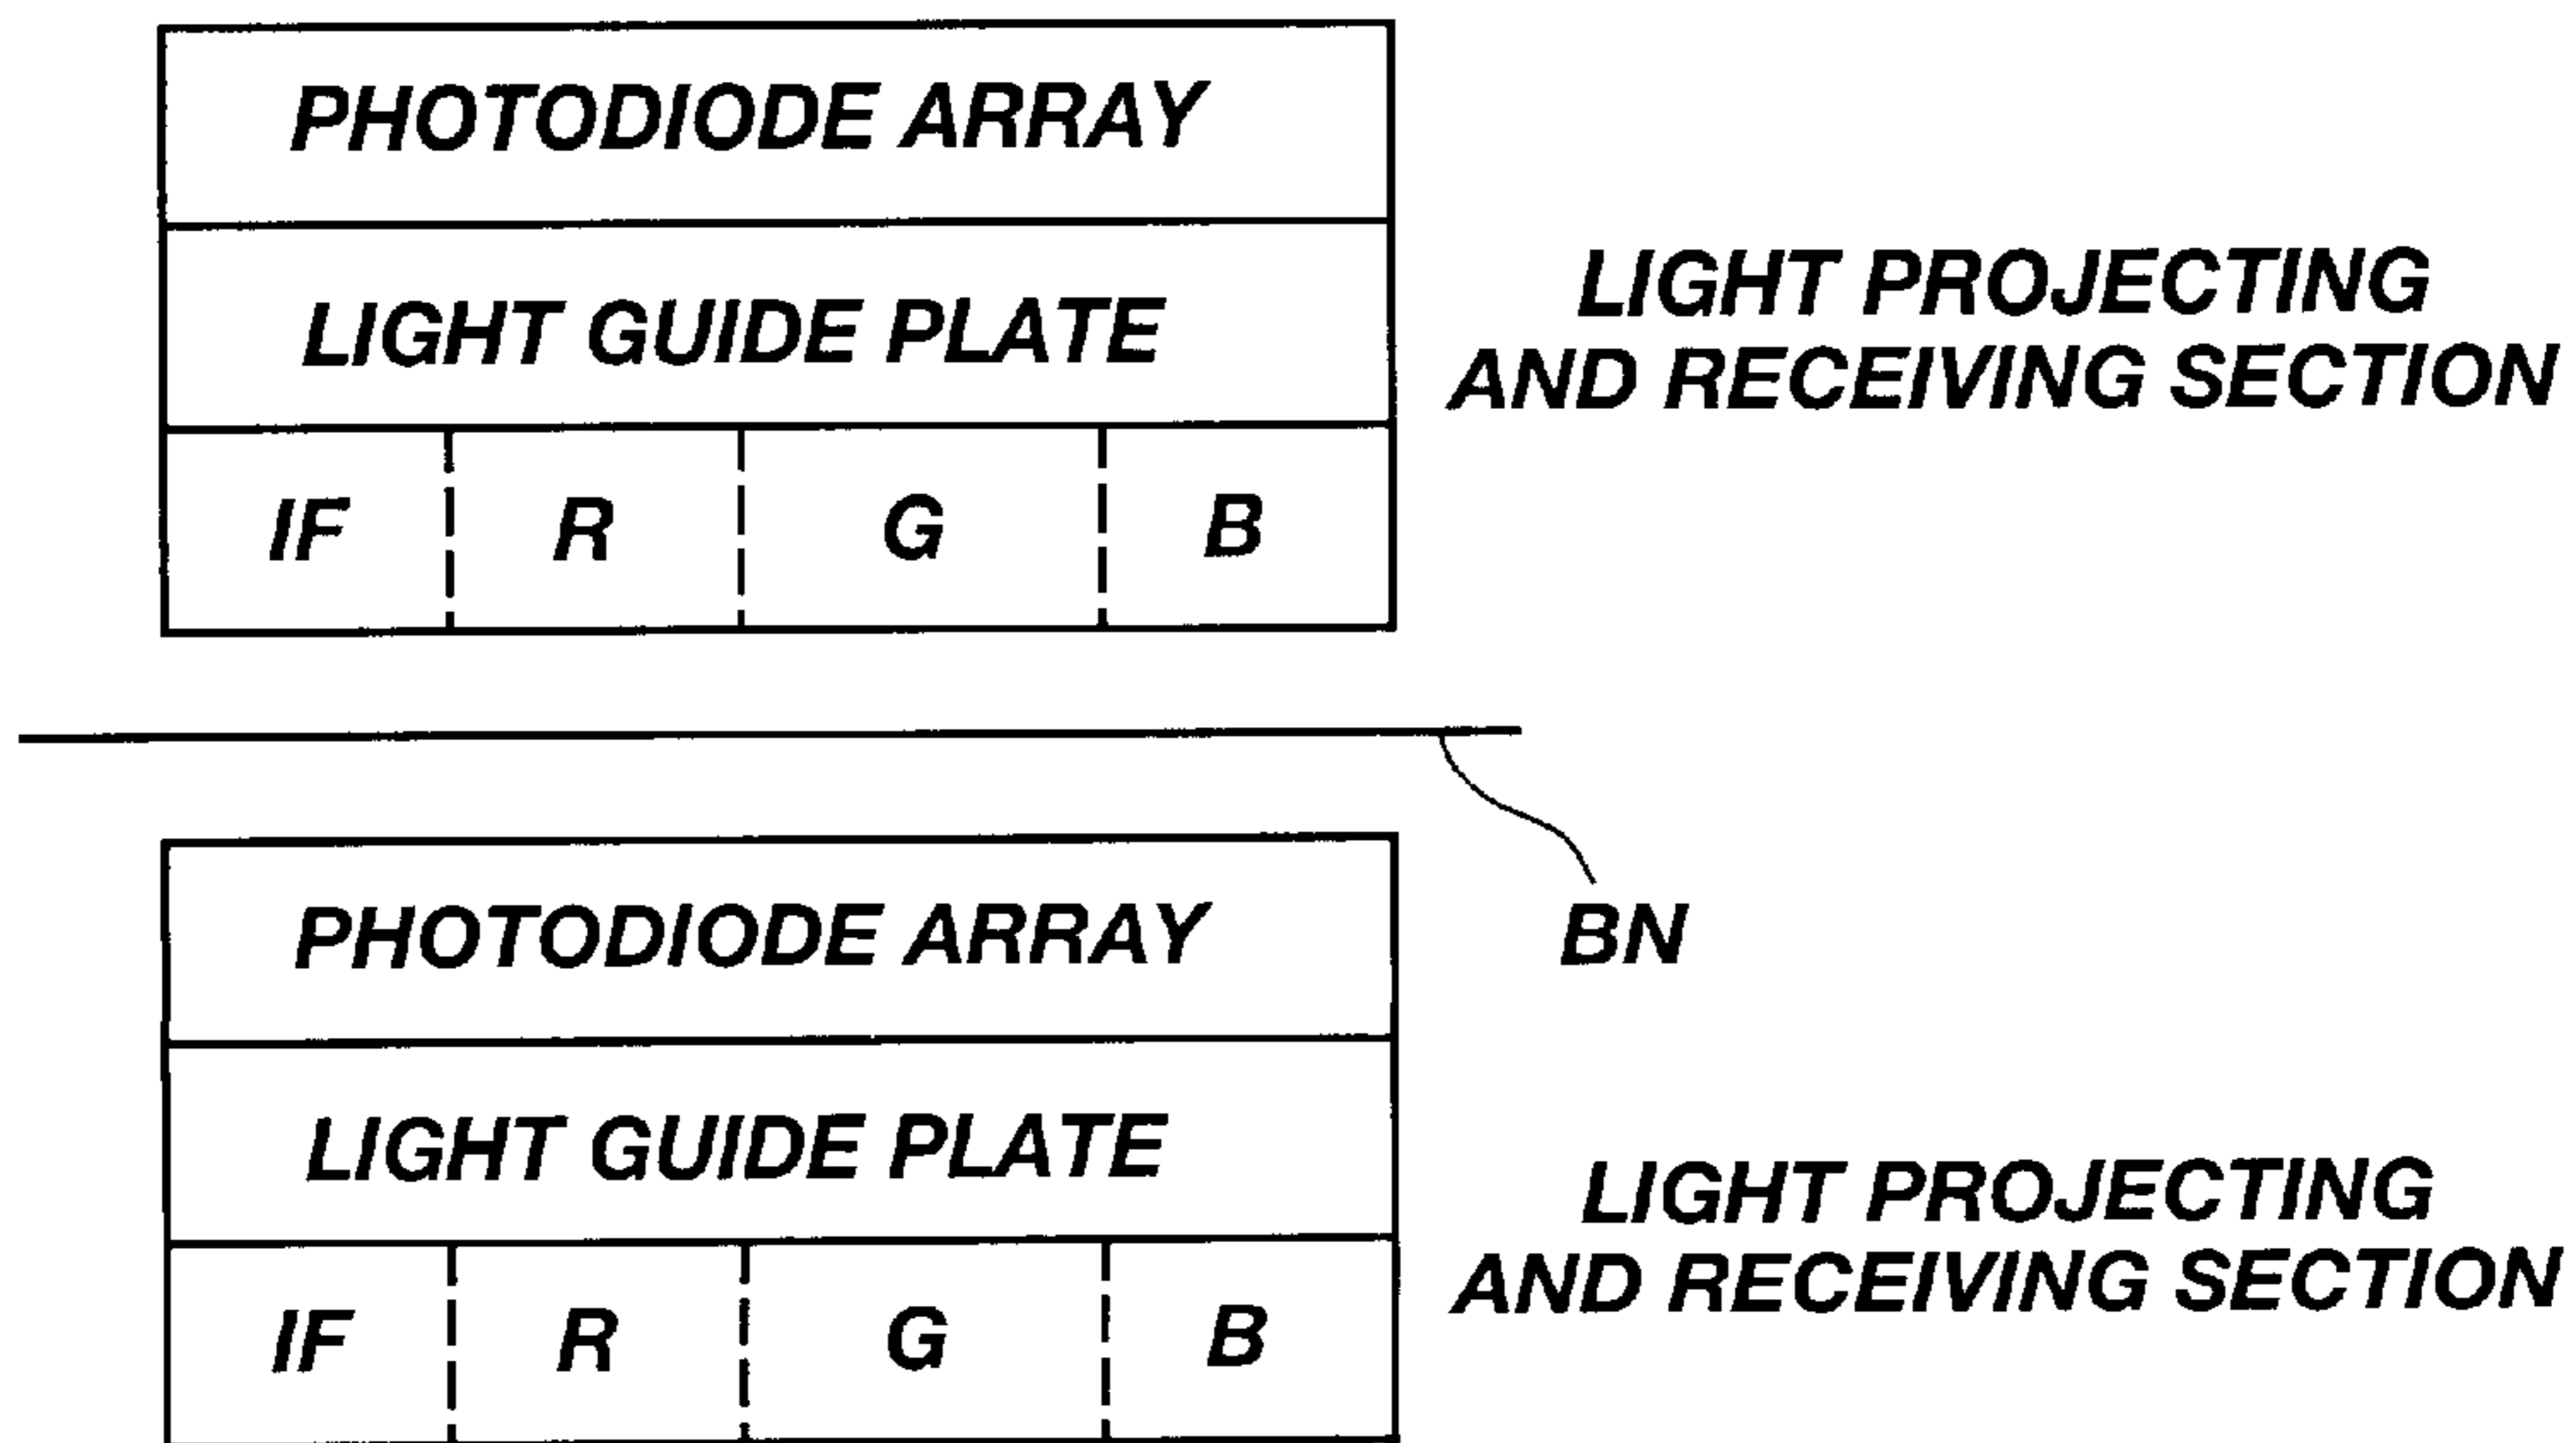 PHOTODIODE ARRAY
LIGHT GUIDE PLATE
LIGHT PROJECTING
AND RECEIVING SECTION
IF R G B
BN
PHOTODIODE ARRAY
LIGHT GUIDE PLATE
LIGHT PROJECTING
AND RECEIVING SECTION
IF R G B